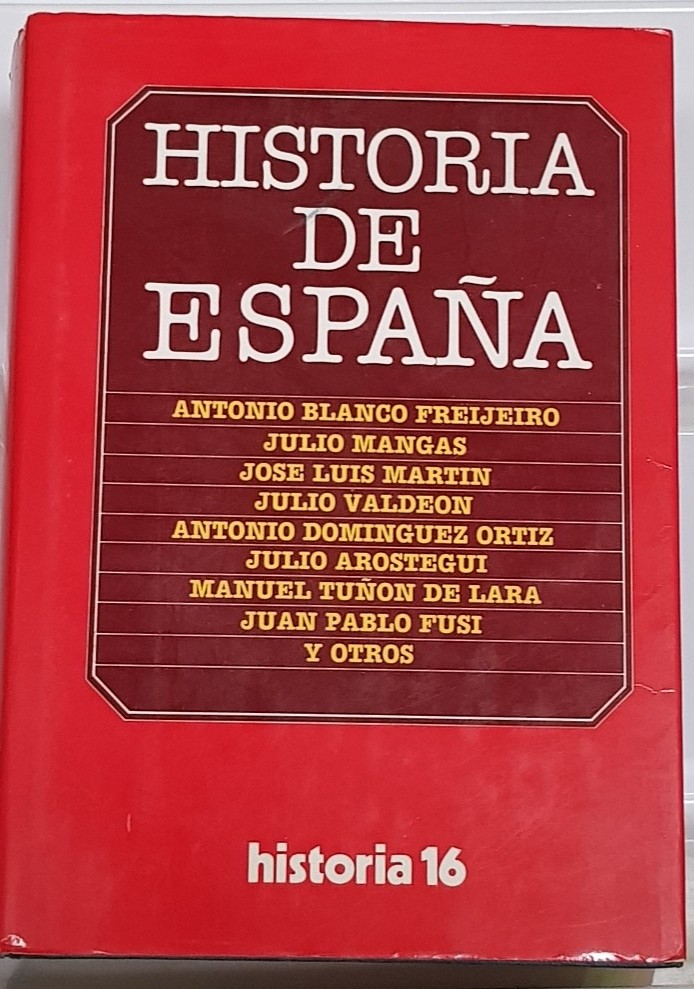 HISTORIA
DE
ESPAÑA
ANTONIO BLANCO FREIJEIRO
JULIO MANGAS
JOSE LUIS MARTIN
JULIO VALDEON
ANTONIO DOMINGUEZ ORTIZ
JULIO AROSTEGUI
MANUEL TUÑON DE LARA
JUAN PABLO FUSI
Y OTROS
historia 16